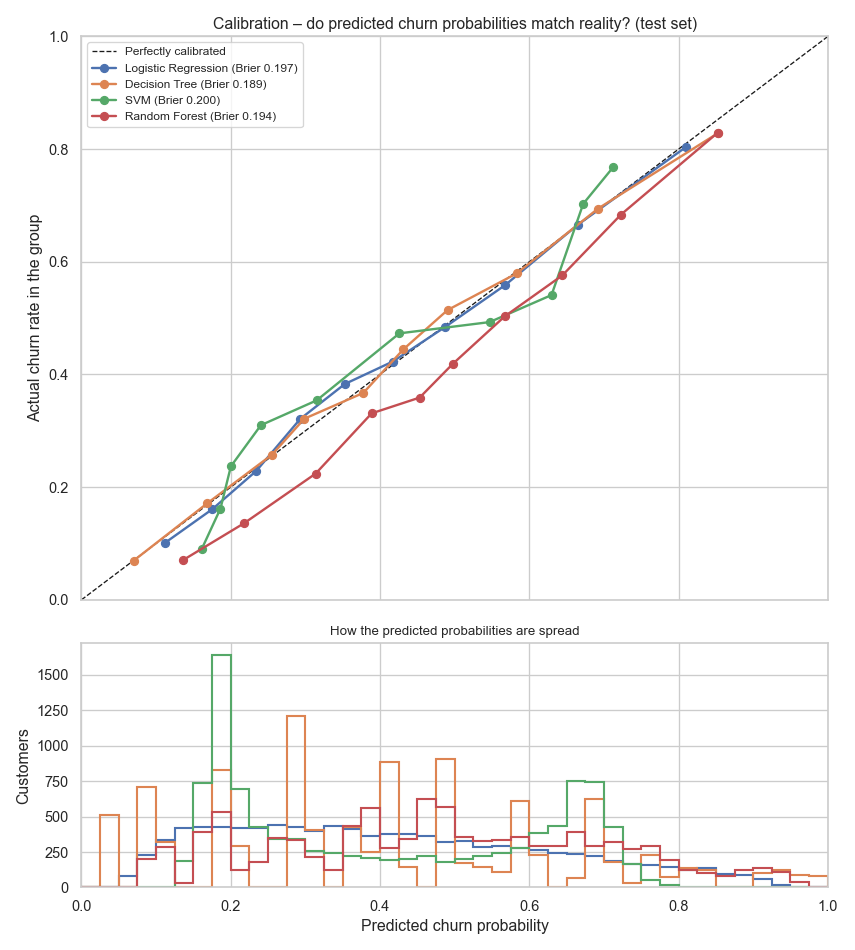 Calibration – do predicted churn probabilities match reality? (test set)
1.0
Perfectly calibrated
Logistic Regression (Brier 0.197)
Decision Tree (Brier 0.189)
SVM (Brier 0.200)
Random Forest (Brier 0.194)
0.8
0.6
0.4
0.2
0.0
Actual churn rate in the group
How the predicted probabilities are spread
1500
1250
1000
750
500
250
0
Customers
0.0 0.2 0.4 0.6 0.8 1.0
Predicted churn probability